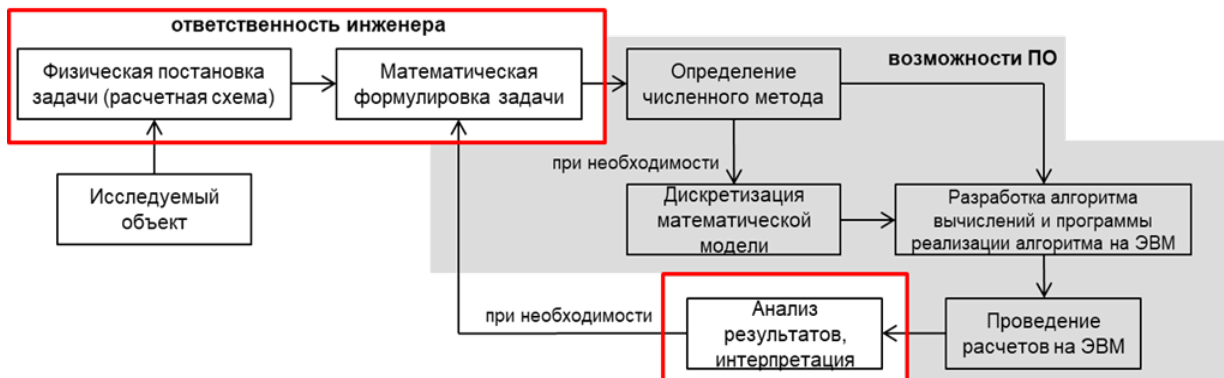 ответственность инженера
возможности ПО
Физическая постановка
задачи (расчетная схема)
Математическая
формулировка задачи
Определение
численного метода
при необходимости
Исследуемый
объект
Дискретизация
математической
модели
Разработка алгоритма
вычислений и программы
реализации алгоритма на ЭВМ
при необходимости
Анализ
результатов,
интерпретация
Проведение
расчетов на ЭВМ